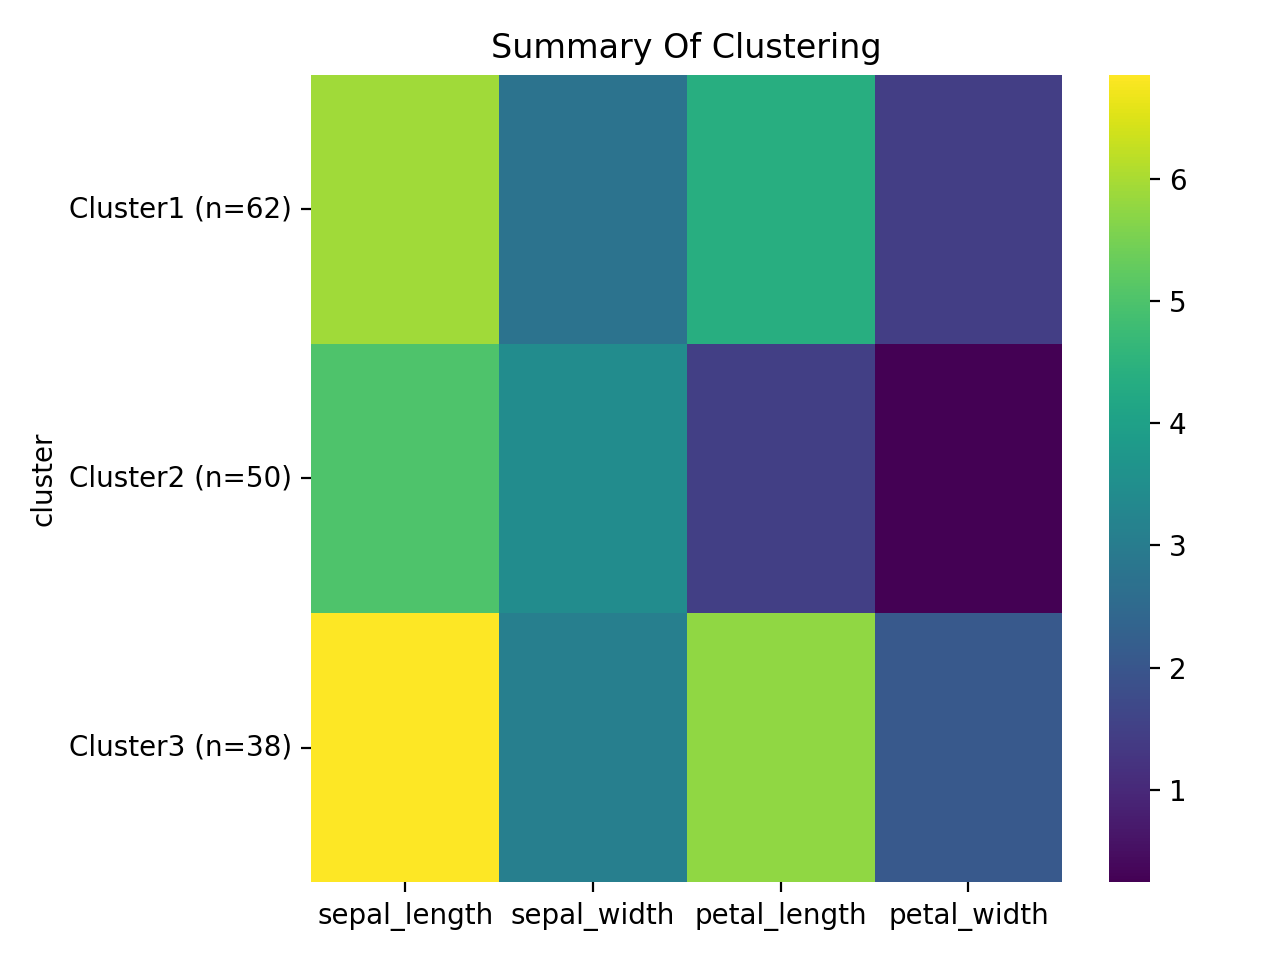 Summary Of Clustering
cluster
Cluster1 (n=62)
Cluster2 (n=50)
Cluster3 (n=38)
sepal_length
sepal_width
petal_length
petal_width
6
5
4
3
2
1